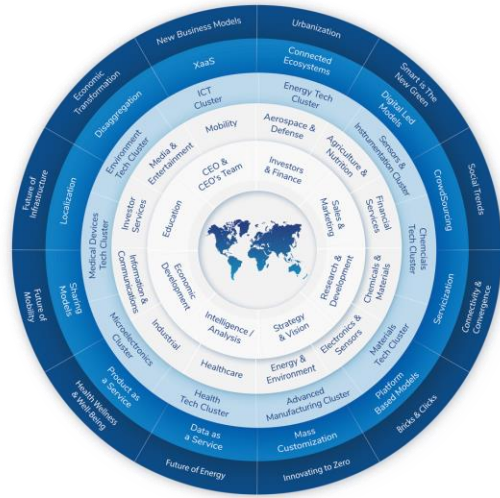 New Business Models
Urbanization
Smart is The
New Green
Social Trends
Connectivity &
Convergence
Bricks & Clicks
Innovating to Zero
Future of Energy
Health Wellness
& Well-Being
Future of
Mobility
Future of
Infrastructure
Economic
Transformation
XaaS
Connected
Ecosystems
Digital Led
Models
CrowdSourcing
Servicization
Platform
Based Models
Mass
Customization
Data as
a Service
Product as
a Service
Sharing
Models
Localization
Disaggregation
ICT
Cluster
Energy Tech
Cluster
Sensors &
Instrumentation Cluster
Chemcials
Tech Cluster
Materials
Tech Cluster
Advanced
Manufacturing Cluster
Health
Tech Cluster
Microelectronics
Cluster
Medical Devices
Tech Cluster
Environment
Tech Cluster
Mobility
Aerospace &
Defense
Agriculture &
Nutrition
Financial
Services
Chemicals &
Materials
Electronics &
Sensors
Energy &
Environment
Healthcare
Industrial
Information &
Communications
Investor
Services
Education
Media &
Entertainment
CEO &
CEO's Team
Investors
& Finance
Sales &
Marketing
Research &
Development
Strategy
& Vision
Intelligence /
Analysis
Economic
Development